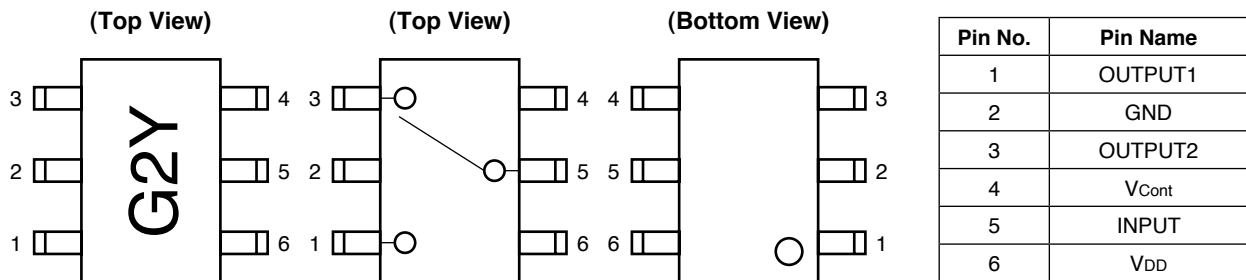 (Top View)
3
4
2
5
1
6
G2Y
(Top View)
3
4
2
5
1
6
(Bottom View)
4
3
5
2
6
1
Pin No. Pin Name
1 OUTPUT1
2 GND
3 OUTPUT2
4 VCont
5 INPUT
6 VDD